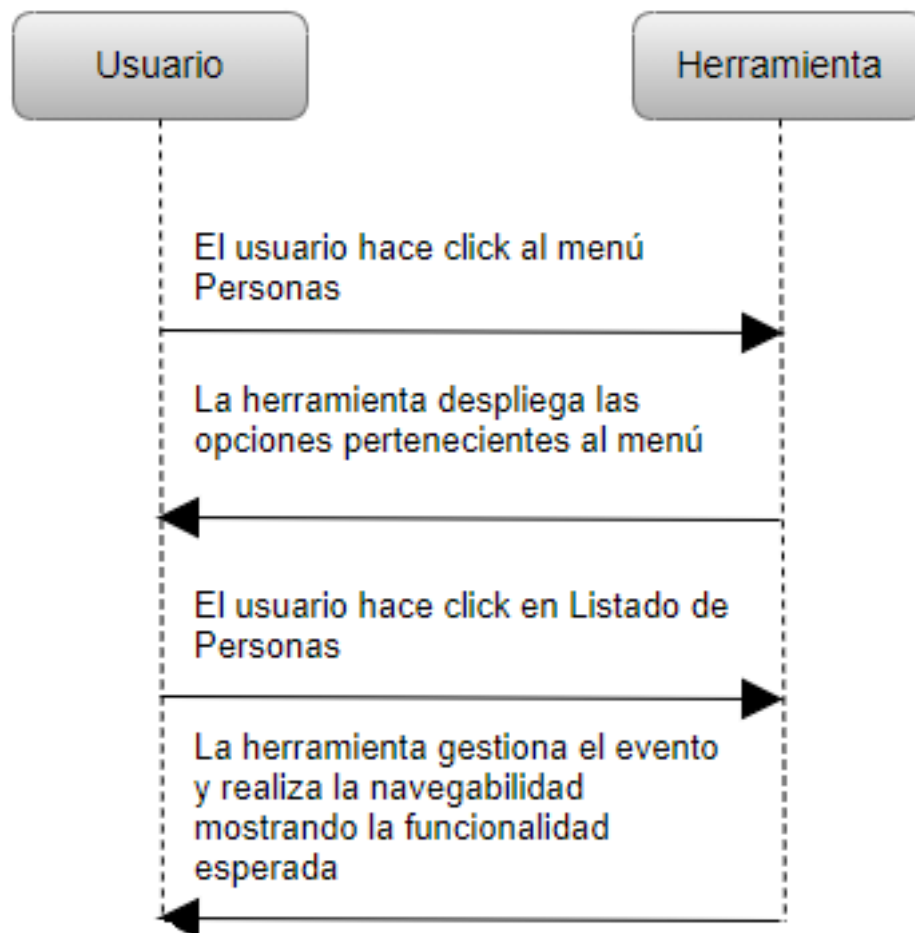 Usuario
Herramienta
El usuario hace click al menú
Personas
La herramienta despliega las
opciones pertenecientes al menú
El usuario hace click en Listado de
Personas
La herramienta gestiona el evento
y realiza la navegabilidad
mostrando la funcionalidad
esperada